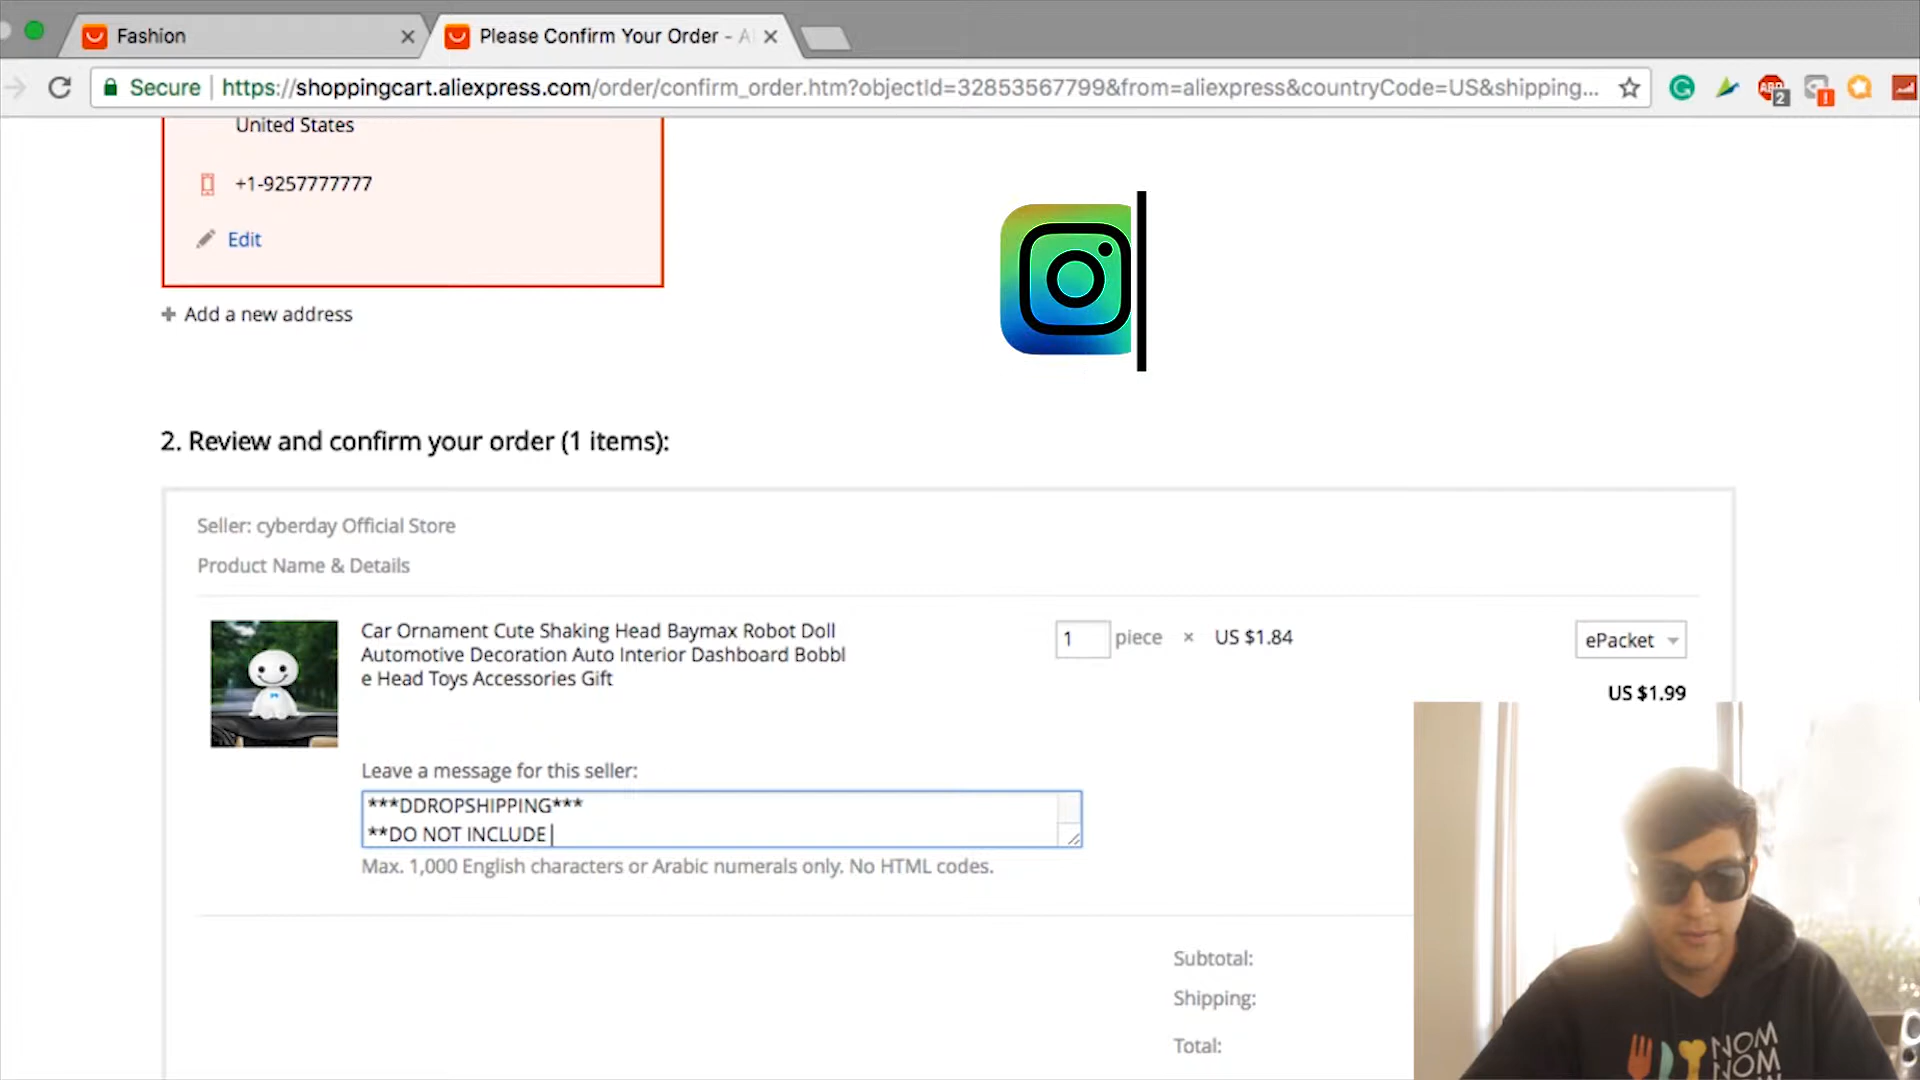 Fashion
Please Confirm Your Order - A
Secure
https://shoppingcart.aliexpress.com/order/confirm_order.htm?objectId=32853567799&from=aliexpress&countryCode=US&shipping...
ABP
2
!
United States
+1-9257777777
Edit
Add a new address
2. Review and confirm your order (1 items):
Seller: cyberday Official Store
Product Name & Details
Car Ornament Cute Shaking Head Baymax Robot Doll
Automotive Decoration Auto Interior Dashboard Bobbl
e Head Toys Accessories Gift
1 piece × US $1.84
ePacket
US $1.99
Leave a message for this seller:
***DDROPSHIPPING***
**DO NOT INCLUDE
Max. 1,000 English characters or Arabic numerals only. No HTML codes.
Subtotal:
Shipping:
Total:
NOM
NOM